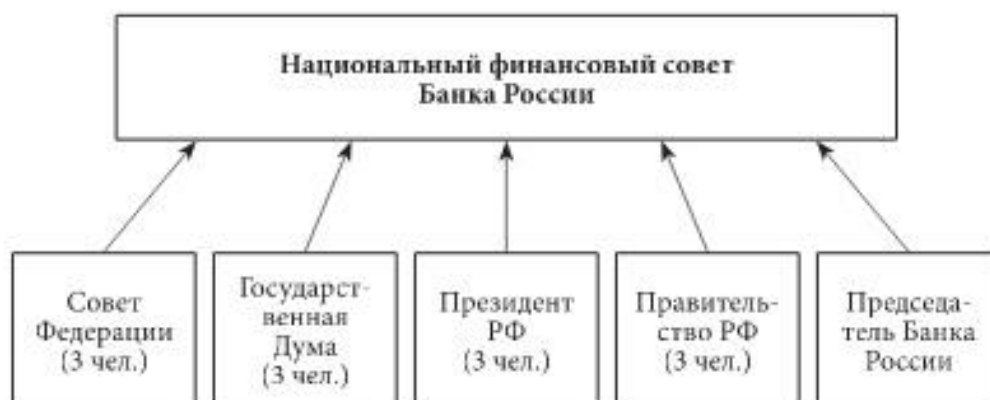 Национальный финансовый совет
Банка России
Совет
Федерации
(3 чел.)
Государст-
венная
Дума
(3 чел.)
Президент
РФ
(3 чел.)
Правитель-
ство РФ
(3 чел.)
Председа-
тель Банка
России